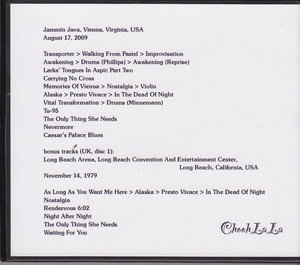 Jammin Java, Vienna, Virginia, USA
August 17, 2009
Transporter > Walking From Pastel > Improvisation
Awakening > Drums (Phillips) > Awakening (Reprise)
Larks' Tongues In Aspic Part Two
Carrying No Cross
Memories Of Vienna > Nostalgia > Violin
Alaska > Presto Vivace > In The Dead Of Night
Vital Transformation > Drums (Minnemann)
Tu-95
The Only Thing She Needs
Nevermore
Caesar's Palace Blues
bonus tracks (UK, disc 1):
Long Beach Arena, Long Beach Convention And Entertainment Center,
Long Beach, California, USA
November 14, 1979
As Long As You Want Me Here > Alaska > Presto Vivace > In The Dead Of Night
Nostalgia
Rendezvous 6:02
Night After Night
The Only Thing She Needs
Waiting For You
ChoohLaLa